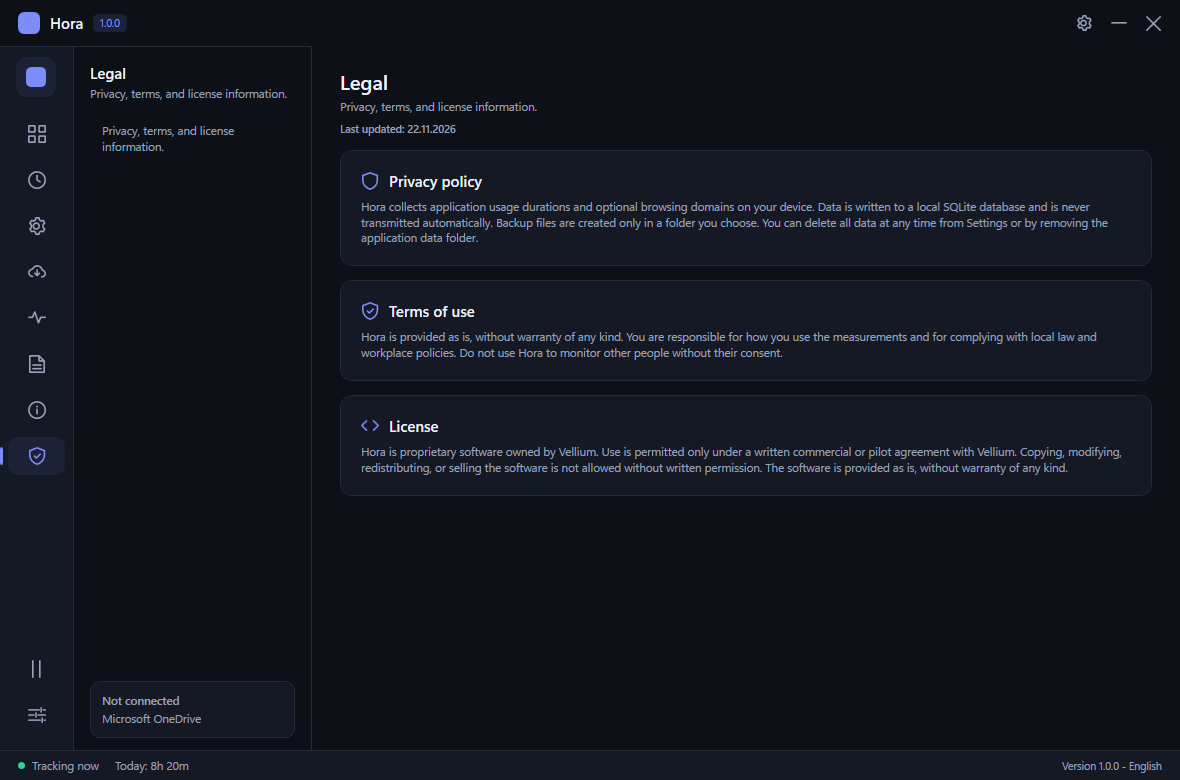 Hora 1.0.0
Legal
Privacy, terms, and license information.
Privacy, terms, and license
information.
Not connected
Microsoft OneDrive
Legal
Privacy, terms, and license information.
Last updated: 22.11.2026
Privacy policy
Hora collects application usage durations and optional browsing domains on your device. Data is written to a local SQLite database and is never
transmitted automatically. Backup files are created only in a folder you choose. You can delete all data at any time from Settings or by removing the
application data folder.
Terms of use
Hora is provided as is, without warranty of any kind. You are responsible for how you use the measurements and for complying with local law and
workplace policies. Do not use Hora to monitor other people without their consent.
License
Hora is proprietary software owned by Vellium. Use is permitted only under a written commercial or pilot agreement with Vellium. Copying, modifying,
redistributing, or selling the software is not allowed without written permission. The software is provided as is, without warranty of any kind.
Tracking now Today: 8h 20m
Version 1.0.0 - English